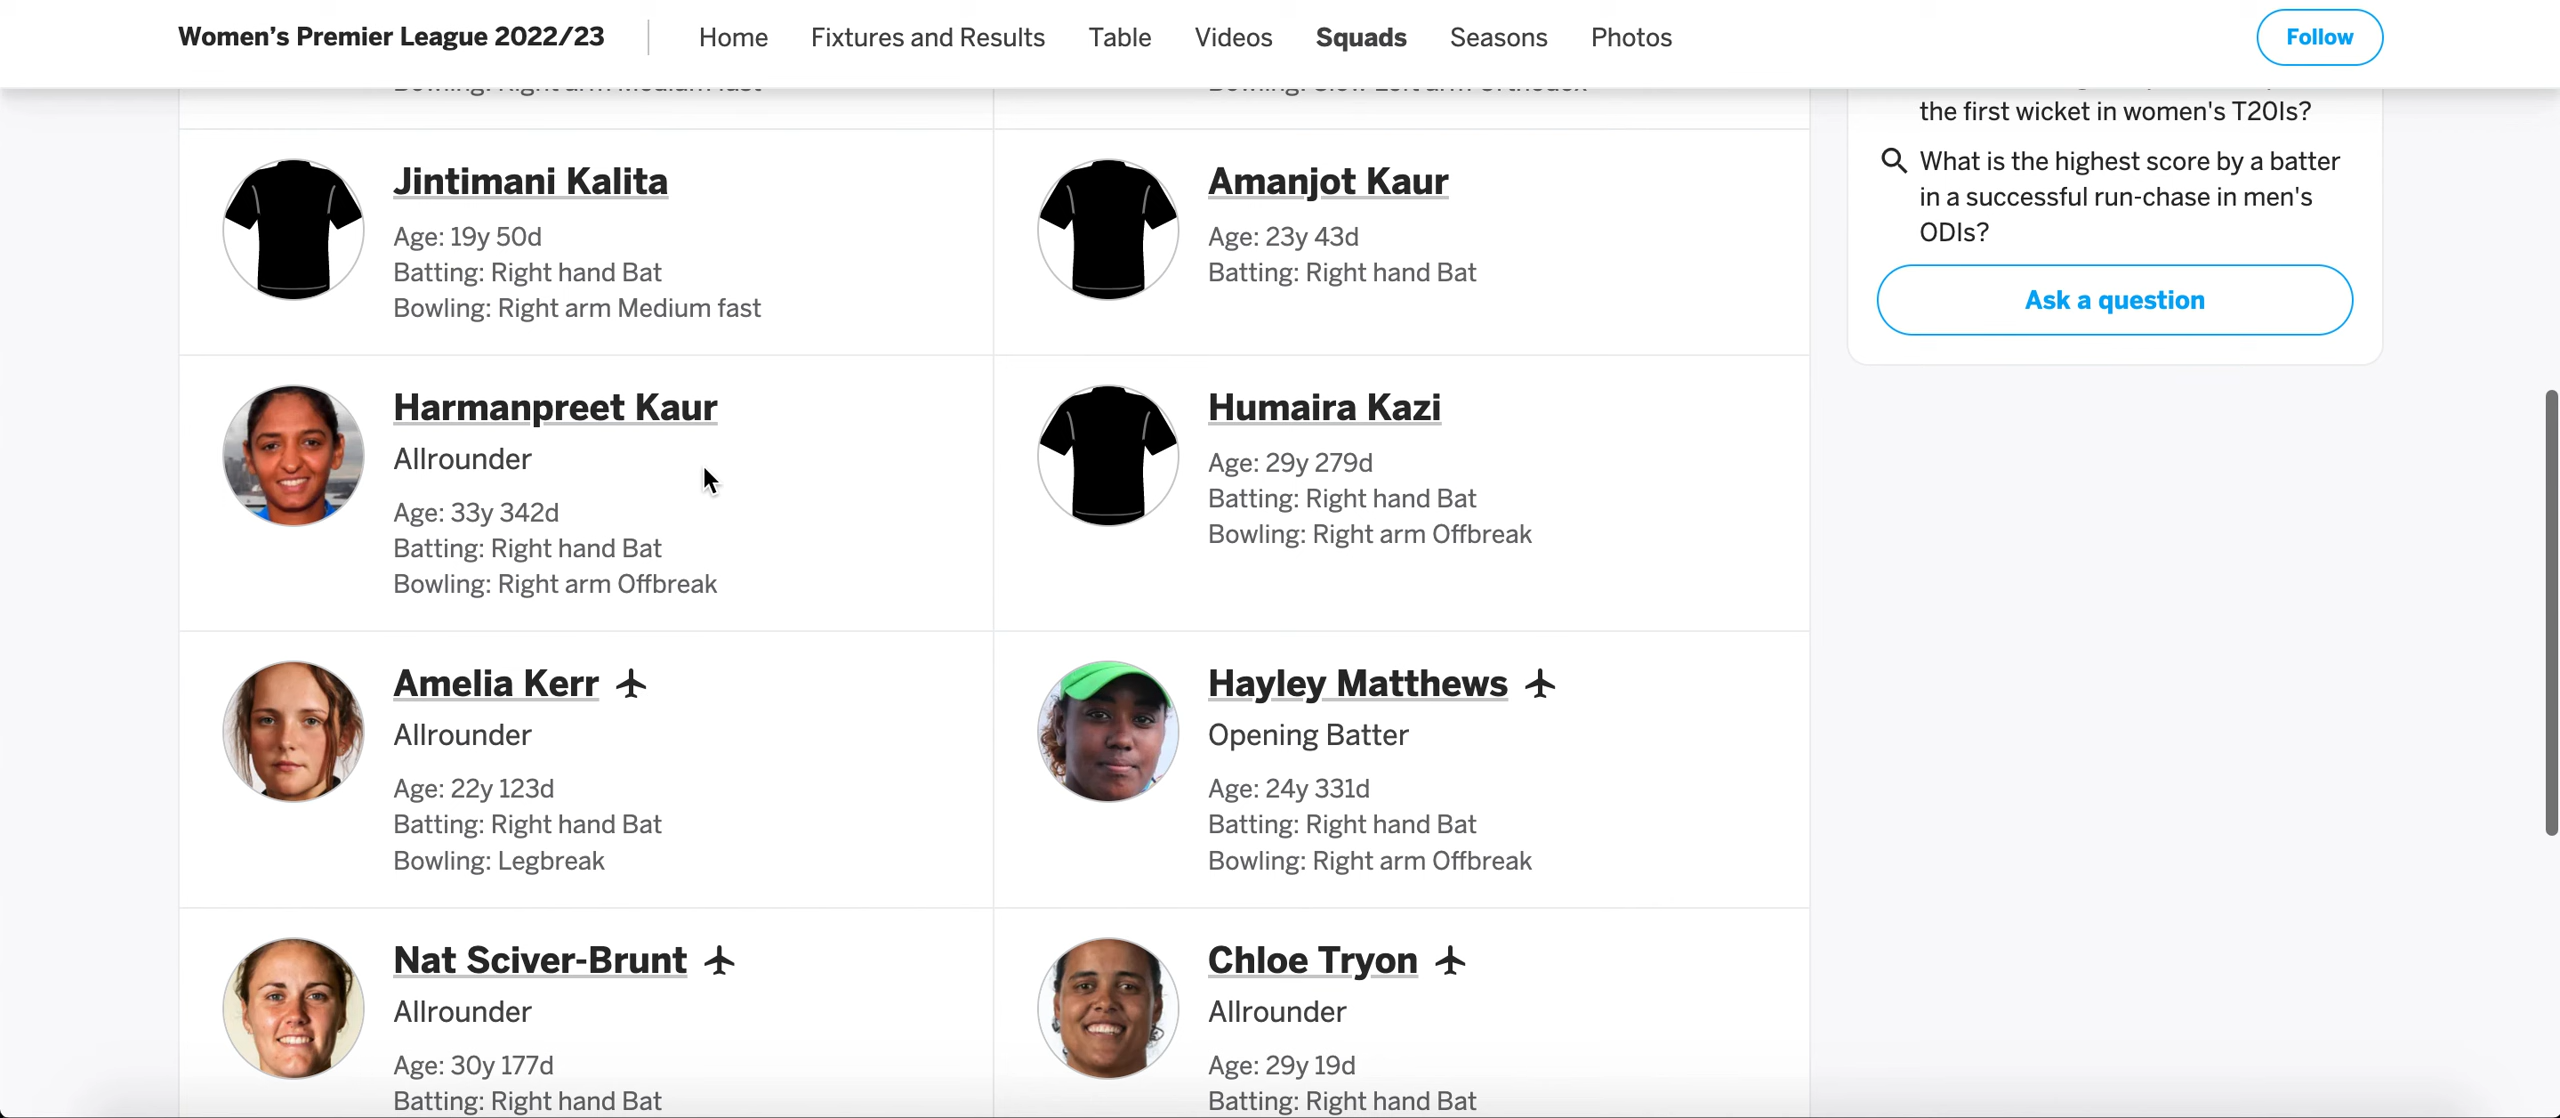 Women's Premier League 2022/23 Home Fixtures and Results Table Videos Squads Seasons Photos Follow
Jintimani Kalita
Age: 19y 50d
Batting: Right hand Bat
Bowling: Right arm Medium fast
Amanjot Kaur
Age: 23y 43d
Batting: Right hand Bat
Harmanpreet Kaur
Allrounder
Age: 33y 342d
Batting: Right hand Bat
Bowling: Right arm Offbreak
Humaira Kazi
Age: 29y 279d
Batting: Right hand Bat
Bowling: Right arm Offbreak
Amelia Kerr
Allrounder
Age: 22y 123d
Batting: Right hand Bat
Bowling: Legbreak
Hayley Matthews
Opening Batter
Age: 24y 331d
Batting: Right hand Bat
Bowling: Right arm Offbreak
Nat Sciver-Brunt
Allrounder
Age: 30y 177d
Batting: Right hand Bat
Chloe Tryon
Allrounder
Age: 29y 19d
Batting: Right hand Bat
the first wicket in women's T20Is?
What is the highest score by a batter
in a successful run-chase in men's
ODIs?
Ask a question